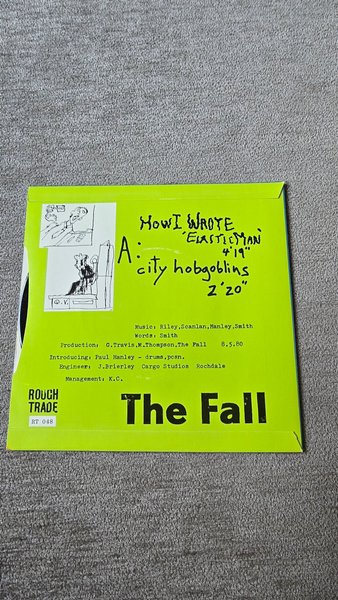 HOW I WROTE
'ELASTIC MAN'
4'19"
A:
city hobgoblins
2'20"
Music: Riley,Scanlan,Hanley,Smith
Words: Smith
Production: G.Travis,M.Thompson,The Fall 8.5.80
Introducing: Paul Hanley - drums,pcsn.
Engineer: J.Brierley Cargo Studios Rochdale
Management: K.C.
ROUGH
TRADE
RT 048
The Fall